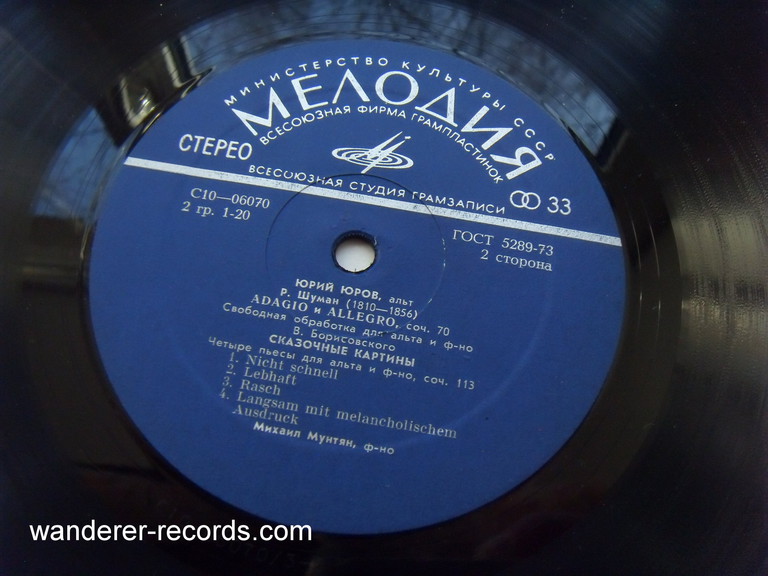 МИНИСТЕРСТВО КУЛЬТУРЫ СССР
МЕЛОДИЯ
ВСЕСОЮЗНАЯ ФИРМА ГРАМПЛАСТИНОК
СТЕРЕО
ВСЕСОЮЗНАЯ СТУДИЯ ГРАМЗАПИСИ
33
С10—06070
2 гр. 1-20
ГОСТ 5289-73
2 сторона
ЮРИЙ ЮРОВ, альт
Р. Шуман (1810—1856)
ADAGIO и ALLEGRO, соч. 70
Свободная обработка для альта и ф-но
В. Борисовского
СКАЗОЧНЫЕ КАРТИНЫ
Четыре пьесы для альта и ф-но, соч. 113
1. Nicht schnell
2. Lebhaft
3. Rasch
4. Langsam mit melancholischem
Ausdruck
Михаил Мунтян, ф-но
wanderer-records.com